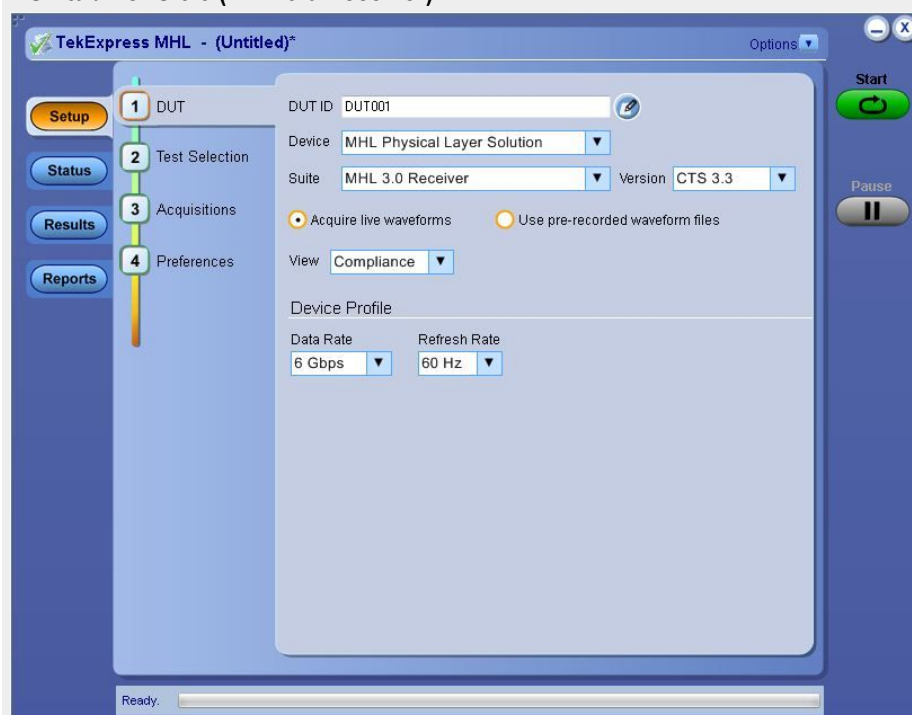 TekExpress MHL - (Untitled)*
Options
Start
Pause
Setup
Status
Results
Reports
1 DUT
2 Test Selection
3 Acquisitions
4 Preferences
DUT ID DUT001
Device MHL Physical Layer Solution
Suite MHL 3.0 Receiver Version CTS 3.3
Acquire live waveforms Use pre-recorded waveform files
View Compliance
Device Profile
Data Rate Refresh Rate
6 Gbps 60 Hz
Ready.